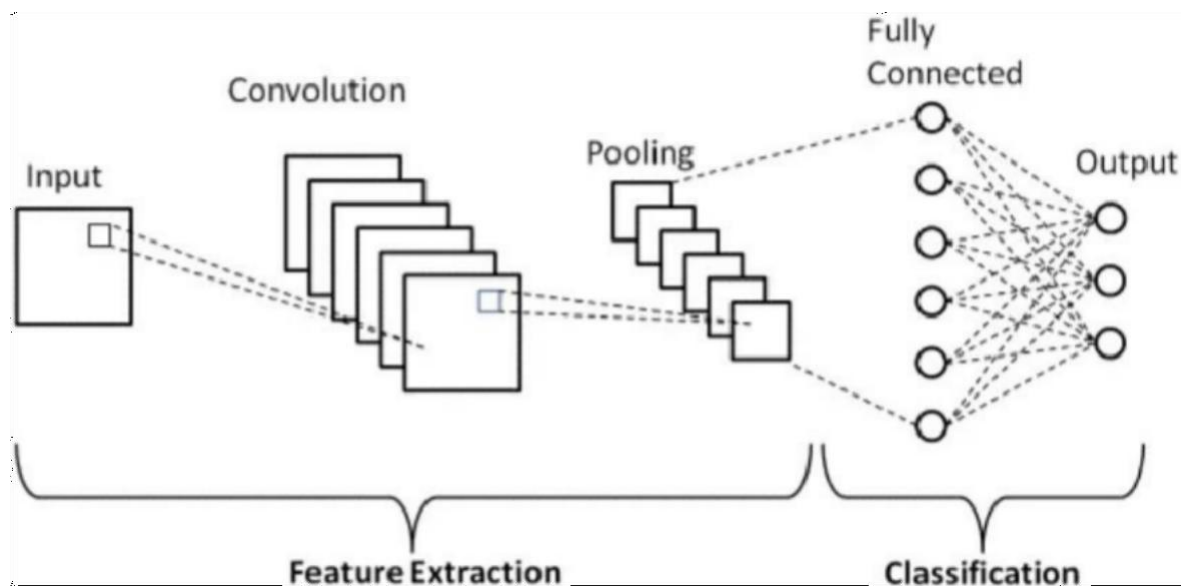 Input
Convolution
Pooling
Fully
Connected
Output
Feature Extraction
Classification